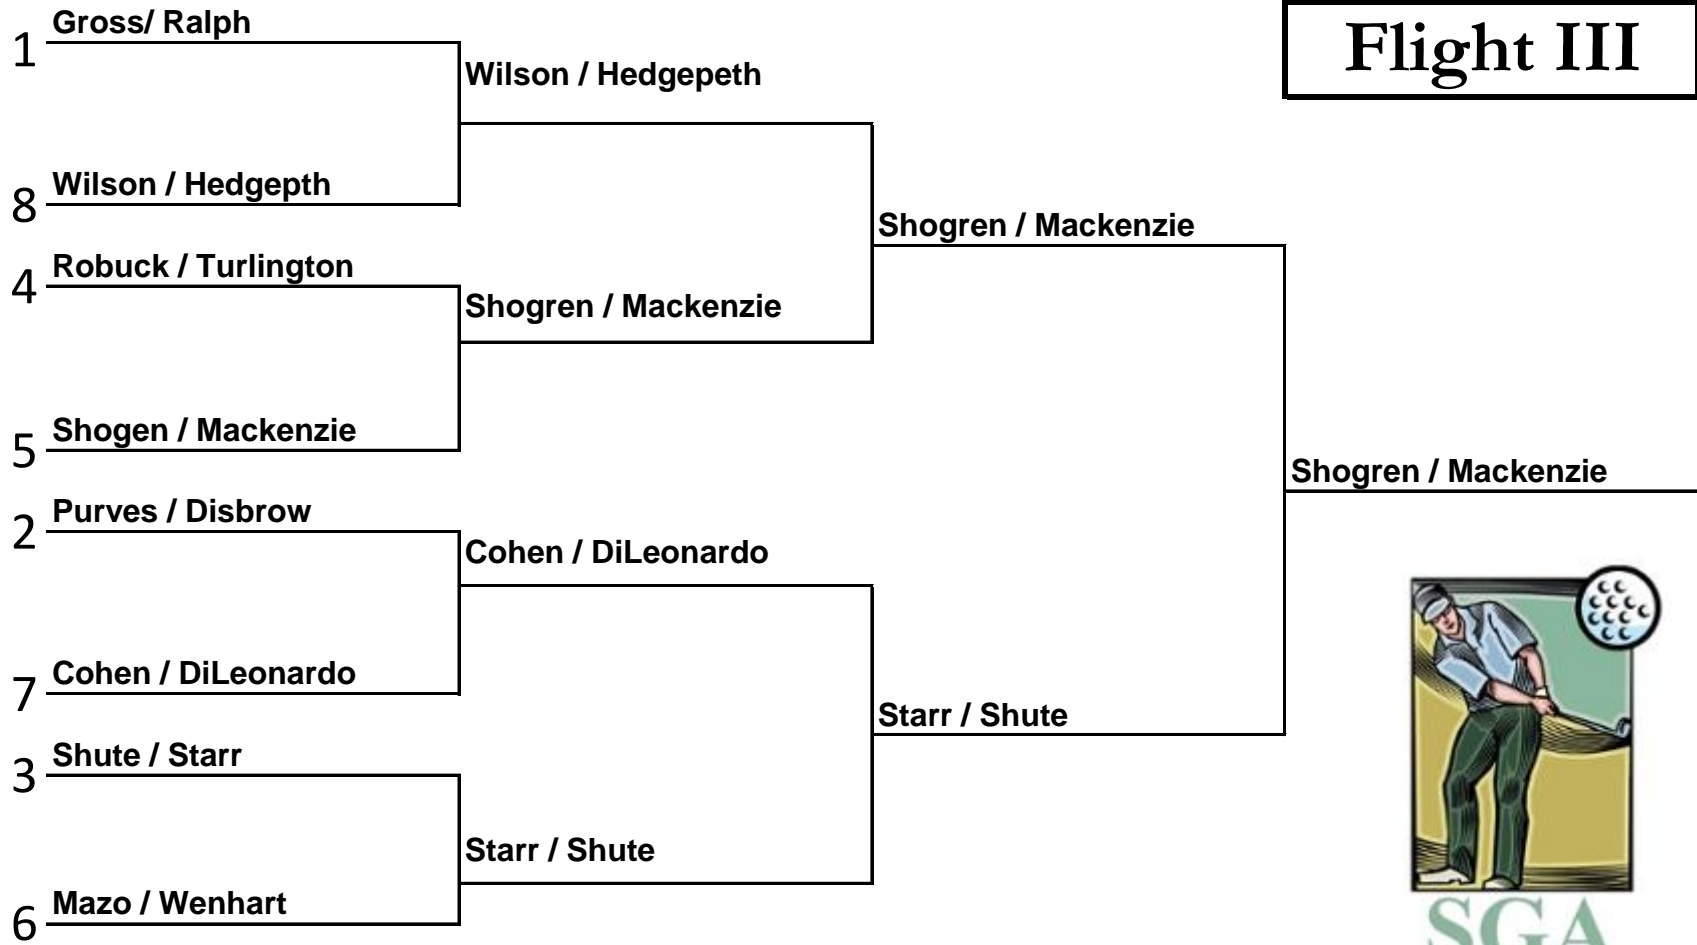 Flight III
1 Gross/ Ralph
Wilson / Hedgepeth
8 Wilson / Hedgepth
Shogren / Mackenzie
4 Robuck / Turlington
Shogren / Mackenzie
5 Shogen / Mackenzie
Shogren / Mackenzie
2 Purves / Disbrow
Cohen / DiLeonardo
7 Cohen / DiLeonardo
Starr / Shute
3 Shute / Starr
Starr / Shute
6 Mazo / Wenhart
SGA